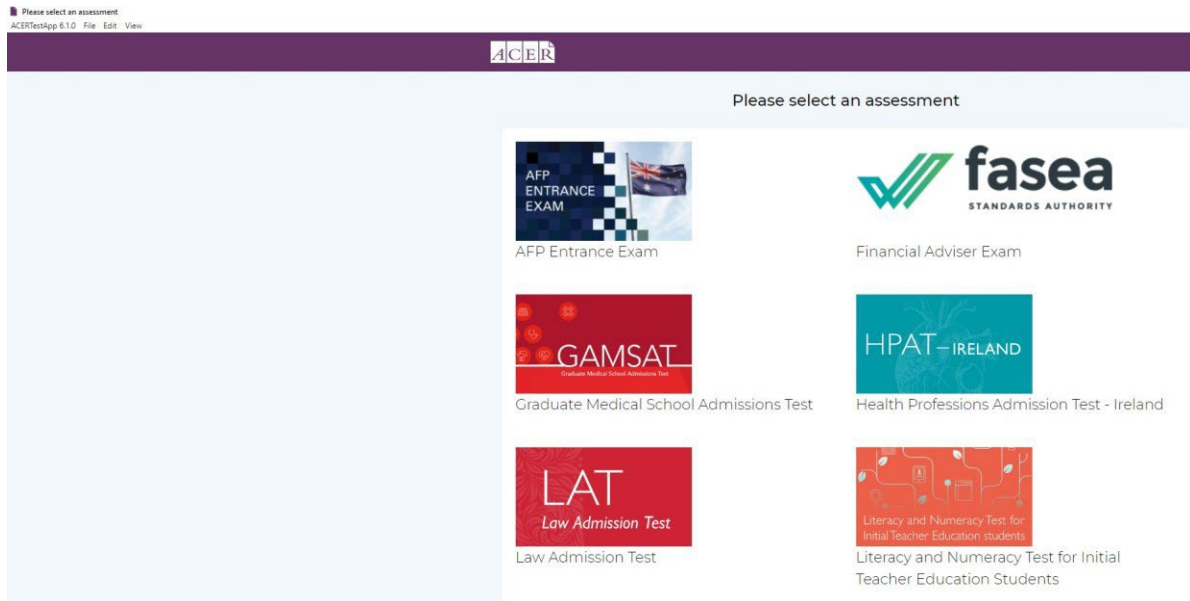 Please select an assessment
ACERTestApp 6.1.0 File Edit View
ACER
Please select an assessment
AFP
ENTRANCE
EXAM
AFP Entrance Exam
fasea
STANDARDS AUTHORITY
Financial Adviser Exam
GAMSAT
Graduate Medical School Admissions Test
Graduate Medical School Admissions Test
HPAT–IRELAND
Health Professions Admission Test - Ireland
LAT
Law Admission Test
Law Admission Test
Literacy and Numeracy Test for
Initial Teacher Education students
Literacy and Numeracy Test for Initial
Teacher Education Students